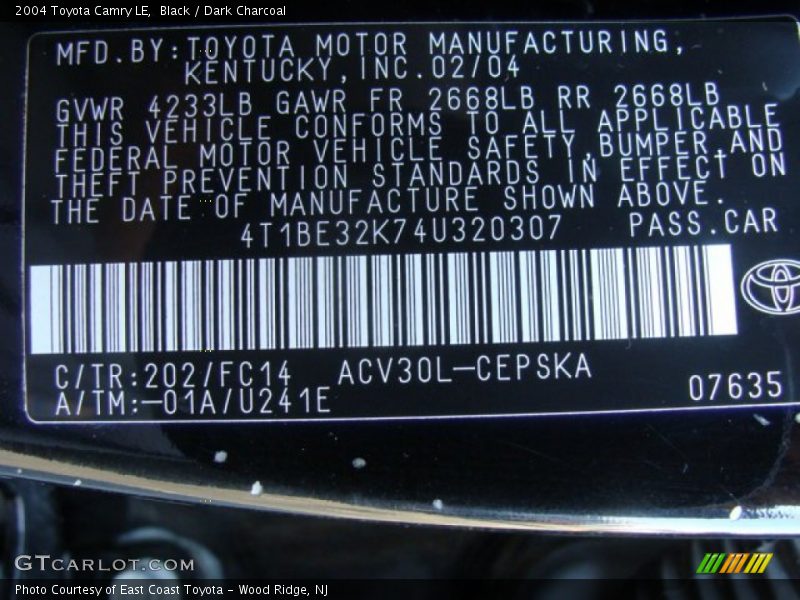 2004 Toyota Camry LE,  Black / Dark Charcoal
MFD.BY:TOYOTA MOTOR MANUFACTURING,
KENTUCKY,INC.02/04
GVWR 4233LB GAWR FR 2668LB RR 2668LB
THIS VEHICLE CONFORMS TO ALL APPLICABLE
FEDERAL MOTOR VEHICLE SAFETY,BUMPER,AND
THEFT PREVENTION STANDARDS IN EFFECT ON
THE DATE OF MANUFACTURE SHOWN ABOVE.
4T1BE32K74U320307 PASS.CAR
C/TR:202/FC14 ACV30L-CEPSKA
A/TM:-01A/U241E 07635
GTCARLOT.COM
Photo Courtesy of East Coast Toyota - Wood Ridge, NJ